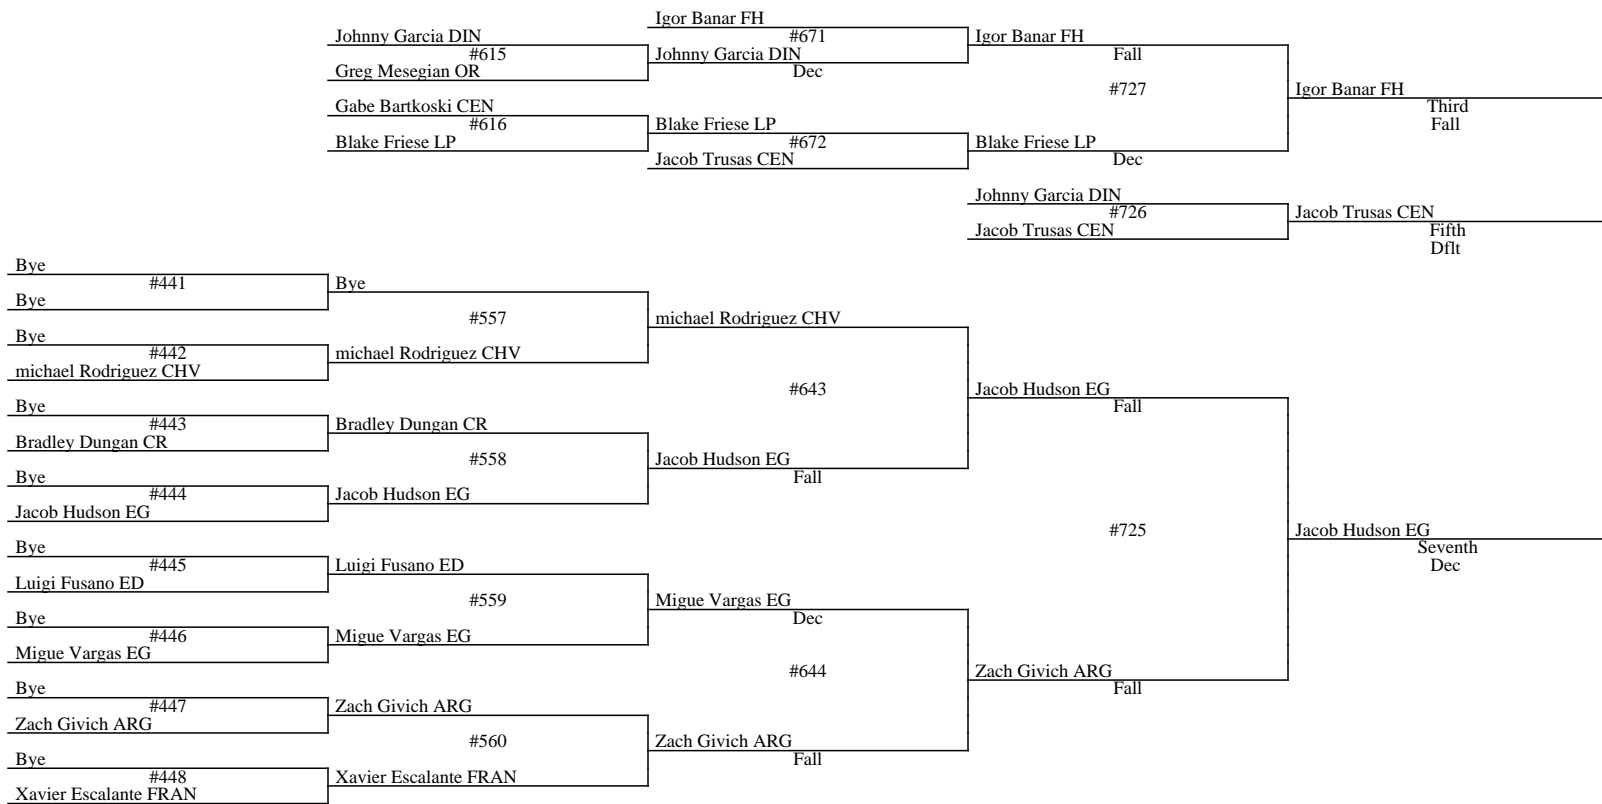 Igor Banar FH
Johnny Garcia DIN
#671
Igor Banar FH
#615
Johnny Garcia DIN
Fall
Greg Mesegian OR
Dec
Gabe Bartkoski CEN
#727
Igor Banar FH
#616
Blake Friese LP
Third
Blake Friese LP
#672
Blake Friese LP
Fall
Jacob Trusas CEN
Dec
Johnny Garcia DIN
#726
Jacob Trusas CEN
Jacob Trusas CEN
Fifth
Dflt
Bye
#441
Bye
Bye
#557
michael Rodriguez CHV
Bye
#442
michael Rodriguez CHV
michael Rodriguez CHV
#643
Jacob Hudson EG
Bye
Fall
#443
Bradley Dungan CR
Bradley Dungan CR
#558
Jacob Hudson EG
Bye
Fall
#444
Jacob Hudson EG
Jacob Hudson EG
#725
Jacob Hudson EG
Bye
Seventh
#445
Luigi Fusano ED
Dec
Luigi Fusano ED
#559
Migue Vargas EG
Bye
Dec
#446
Migue Vargas EG
Migue Vargas EG
#644
Zach Givich ARG
Bye
Fall
#447
Zach Givich ARG
Zach Givich ARG
#560
Zach Givich ARG
Bye
Fall
#448
Xavier Escalante FRAN
Xavier Escalante FRAN